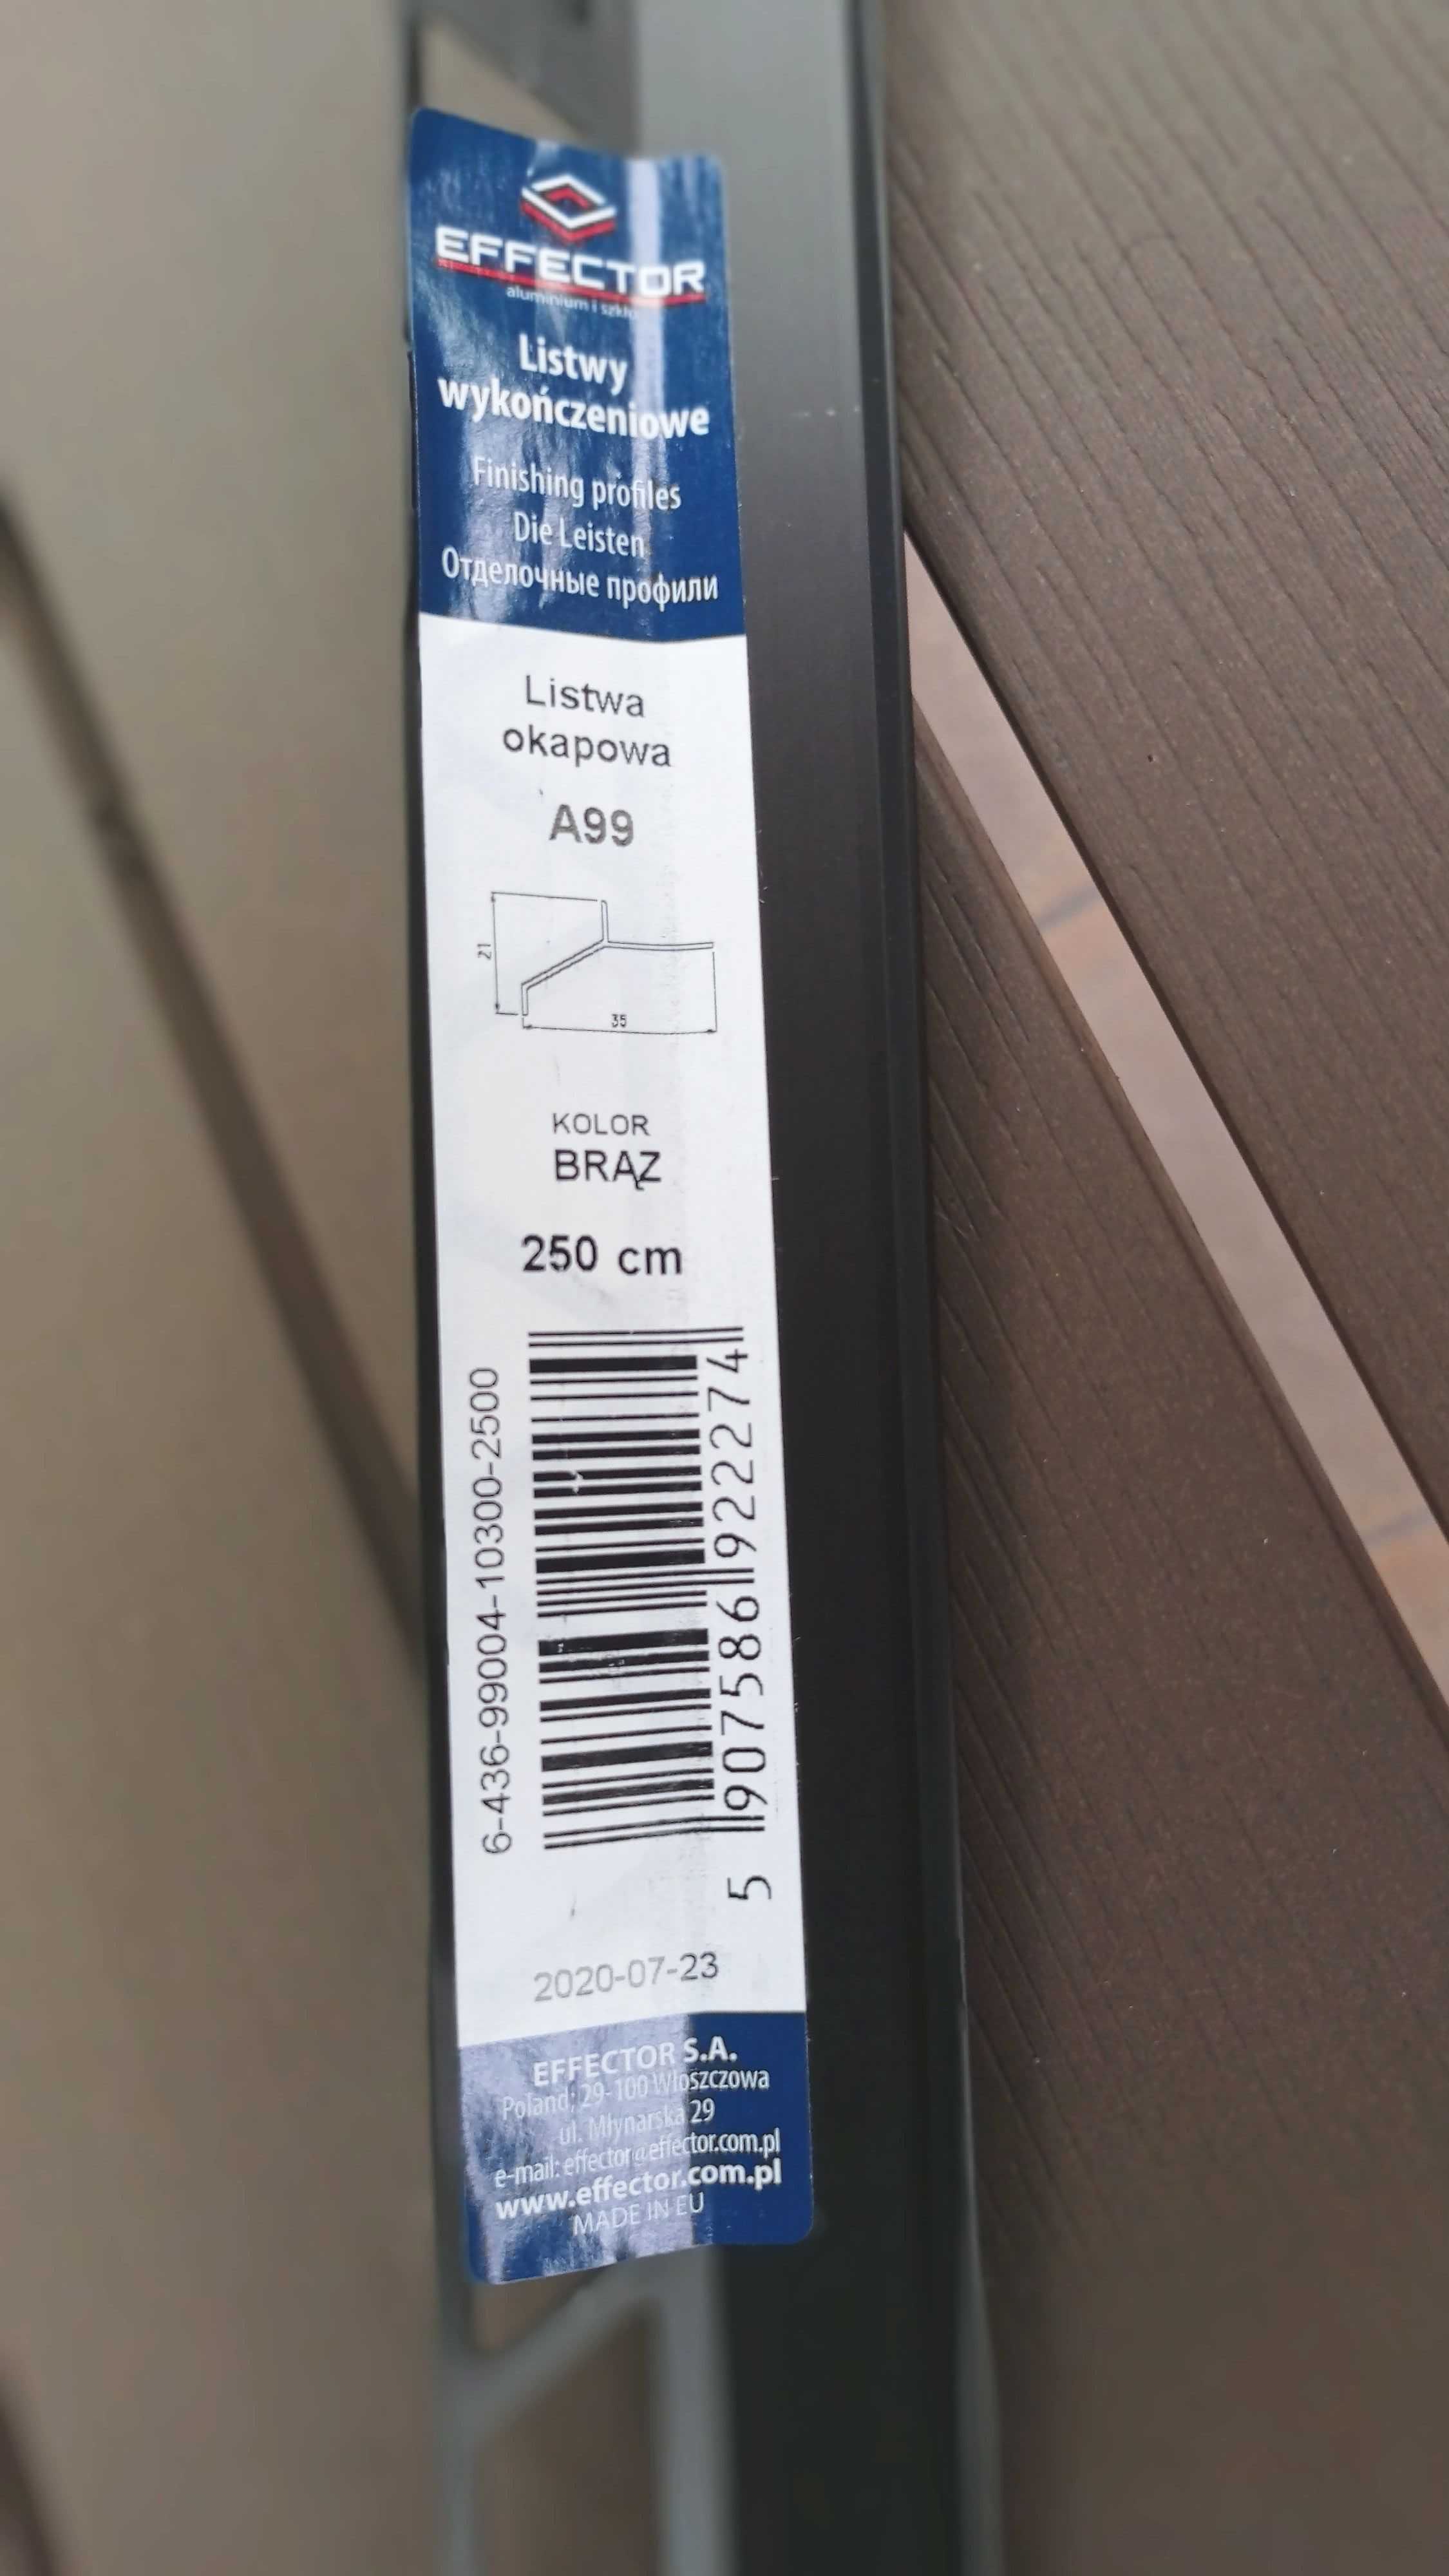 EFFECTOR
aluminium i szkło
Listwy
wykończeniowe
Finishing profiles
Die Leisten
Отделочные профили
Listwa
okapowa
A99
21
35
KOLOR
BRĄZ
250 cm
6-436-99004-10300-2500
5 907586 922274
2020-07-23
EFFECTOR S.A.
Poland; 29-100 Włoszczowa
ul. Młynarska 29
e-mail: effector@effector.com.pl
www.effector.com.pl
MADE IN EU